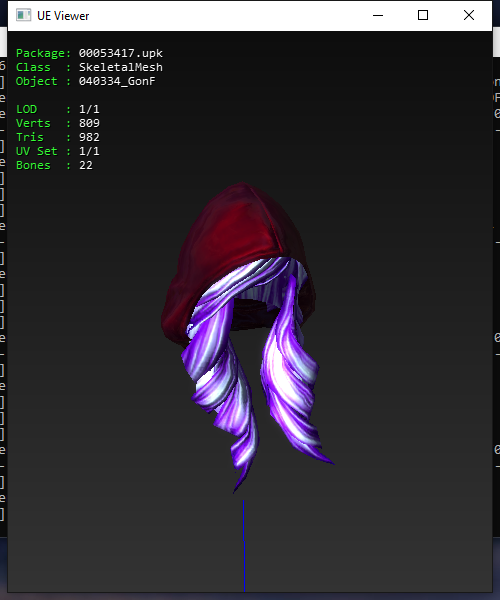 UE Viewer
Package: 00053417.upk
Class  : SkeletalMesh
Object : 040334_GonF
LOD    : 1/1
Verts  : 809
Tris   : 982
UV Set : 1/1
Bones  : 22